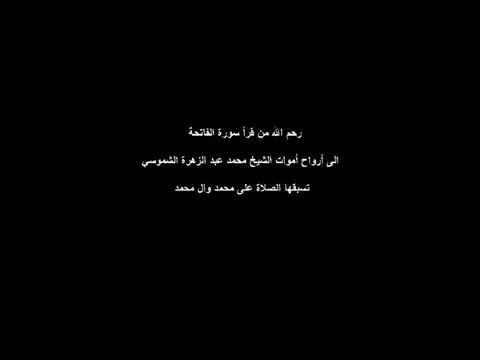 رحم الله من قرأ سورة الفاتحة
الى أرواح أموات الشيخ محمد عبد الزهرة الشموسي
تسبقها الصلاة على محمد وال محمد